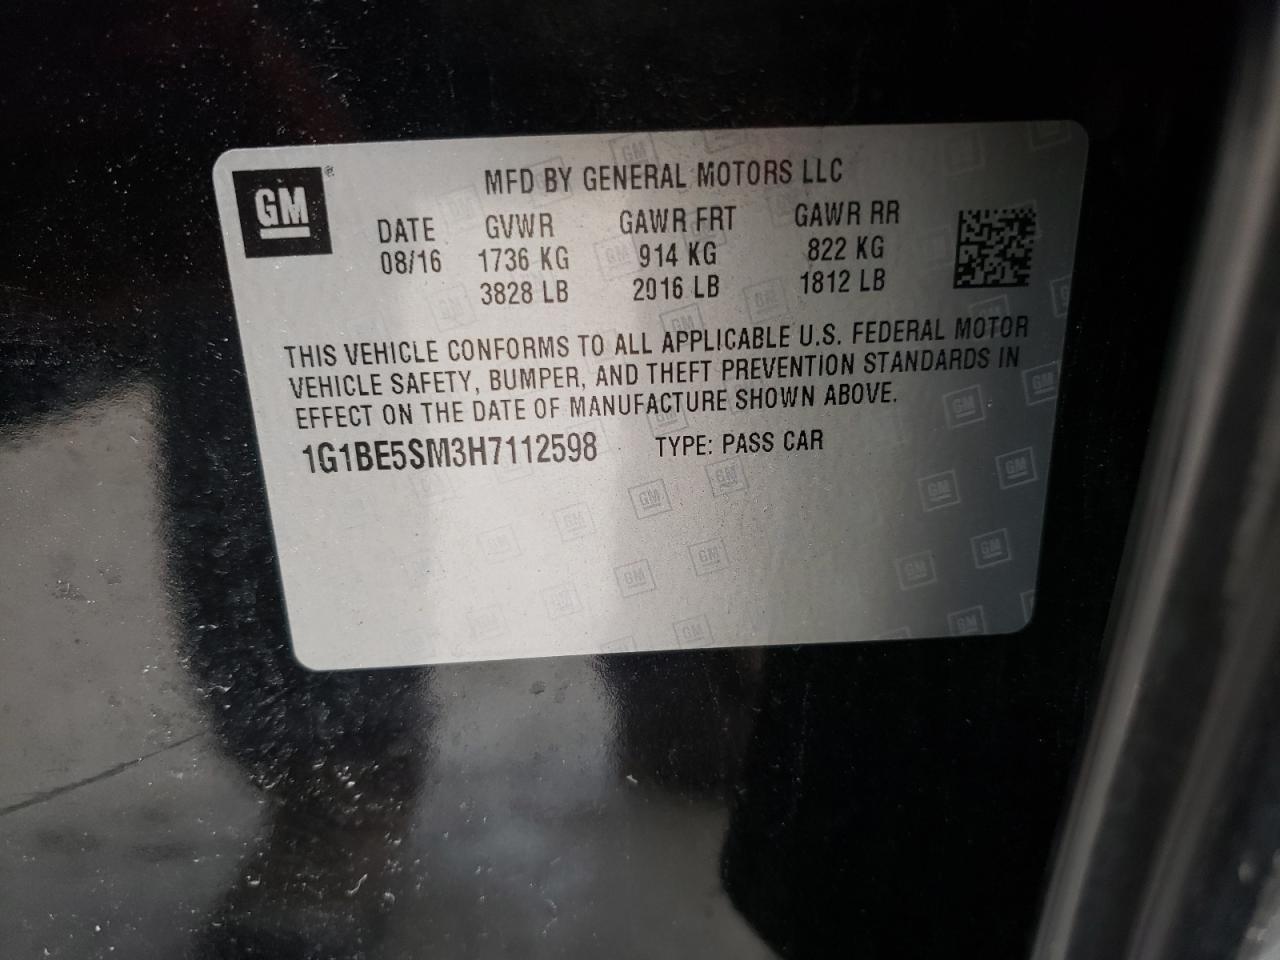 GM ®
MFD BY GENERAL MOTORS LLC
DATE GVWR GAWR FRT GAWR RR
08/16 1736 KG 914 KG 822 KG
3828 LB 2016 LB 1812 LB
THIS VEHICLE CONFORMS TO ALL APPLICABLE U.S. FEDERAL MOTOR
VEHICLE SAFETY, BUMPER, AND THEFT PREVENTION STANDARDS IN
EFFECT ON THE DATE OF MANUFACTURE SHOWN ABOVE.
1G1BE5SM3H7112598 TYPE: PASS CAR